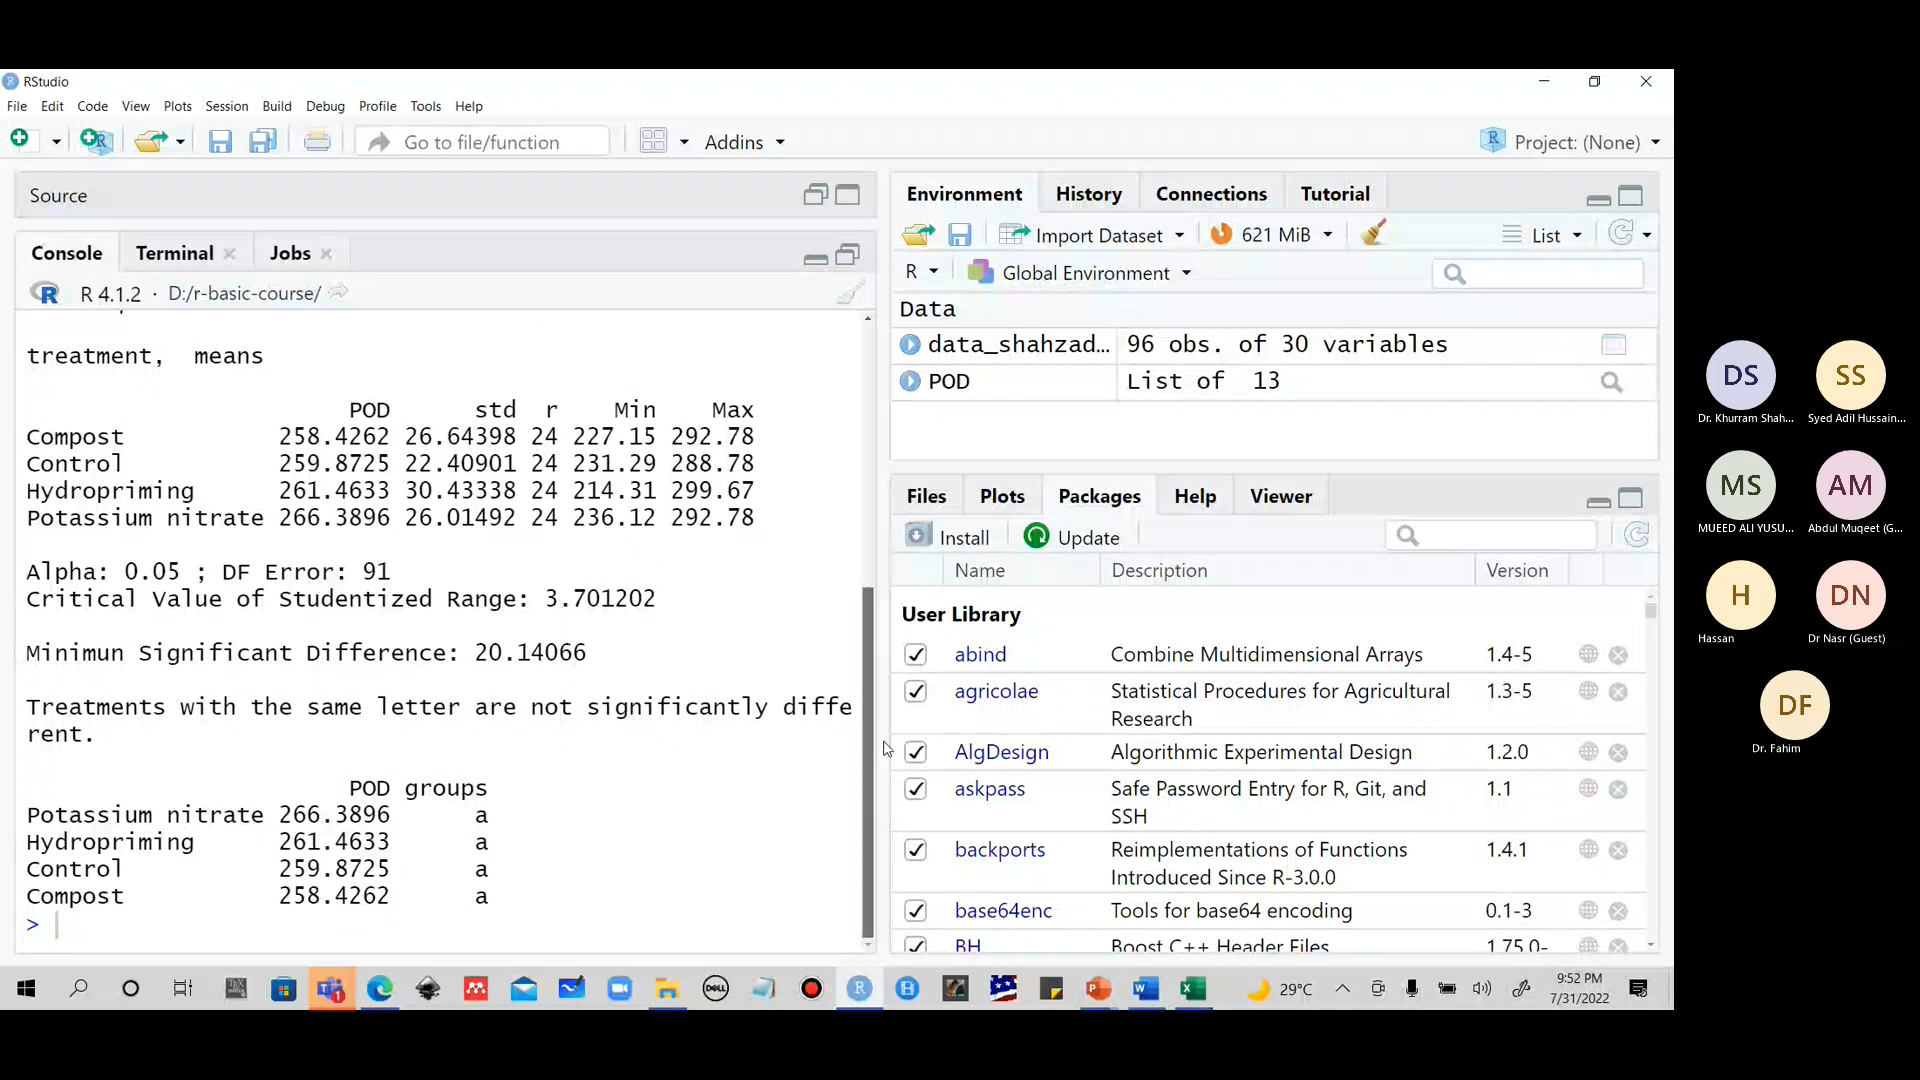 RStudio
File Edit Code View Plots Session Build Debug Profile Tools Help
Go to file/function Addins Project: (None)
Source
Console Terminal Jobs
R 4.1.2 · D:/r-basic-course/
treatment,  means
POD std r Min Max
Compost 258.4262 26.64398 24 227.15 292.78
Control 259.8725 22.40901 24 231.29 288.78
Hydropriming 261.4633 30.43338 24 214.31 299.67
Potassium nitrate 266.3896 26.01492 24 236.12 292.78
Alpha: 0.05 ; DF Error: 91
Critical Value of Studentized Range: 3.701202
Minimun Significant Difference: 20.14066
Treatments with the same letter are not significantly diffe
rent.
POD groups
Potassium nitrate 266.3896 a
Hydropriming 261.4633 a
Control 259.8725 a
Compost 258.4262 a
>
Environment History Connections Tutorial
Import Dataset 621 MiB List
R Global Environment
Data
data_shahzad… 96 obs. of 30 variables
POD List of 13
Files Plots Packages Help Viewer
Install Update
Name Description Version
User Library
abind Combine Multidimensional Arrays 1.4-5
agricolae Statistical Procedures for Agricultural 1.3-5
Research
AlgDesign Algorithmic Experimental Design 1.2.0
askpass Safe Password Entry for R, Git, and 1.1
SSH
backports Reimplementations of Functions 1.4.1
Introduced Since R-3.0.0
base64enc Tools for base64 encoding 0.1-3
BH Boost C++ Header Files 1.75.0-
DELL
29°C
9:52 PM
7/31/2022
DS SS
Dr. Khurram Shah... Syed Adil Hussain...
MS AM
MUEED ALI YUSU... Abdul Muqeet (G...
H DN
Hassan Dr Nasr (Guest)
DF
Dr. Fahim